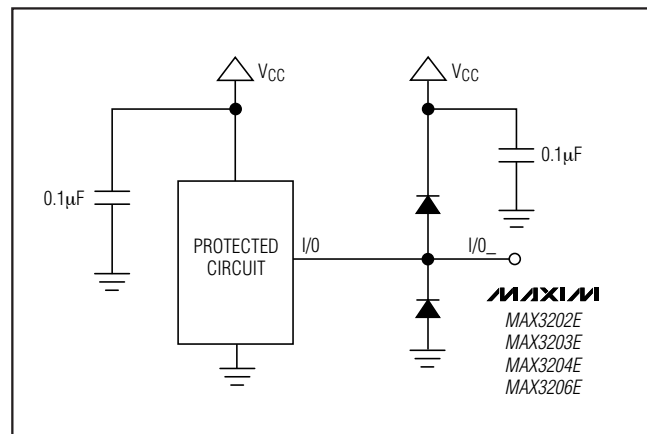 VCC
VCC
0.1µF
0.1µF
PROTECTED
CIRCUIT
I/0
I/0_
MAXIM
MAX3202E
MAX3203E
MAX3204E
MAX3206E